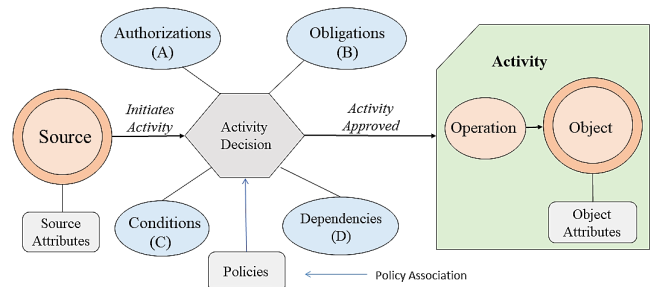 Authorizations
(A)
Obligations
(B)
Activity
Initiates
Activity
Activity
Approved
Source
Activity
Decision
Operation
Object
Source
Attributes
Conditions
(C)
Dependencies
(D)
Object
Attributes
Policies
Policy Association